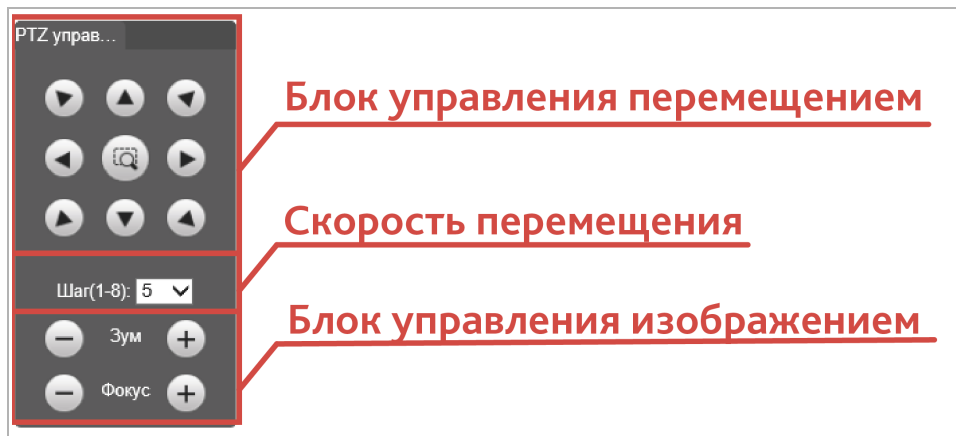 PTZ управ...
Блок управления перемещением
Скорость перемещения
Шаг(1-8): 5
Блок управления изображением
Зум
Фокус